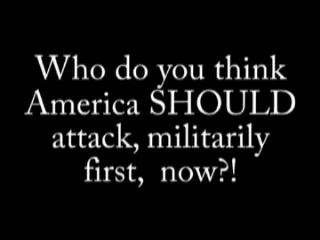 Who do you think
America SHOULD
attack, militarily
first,  now?!